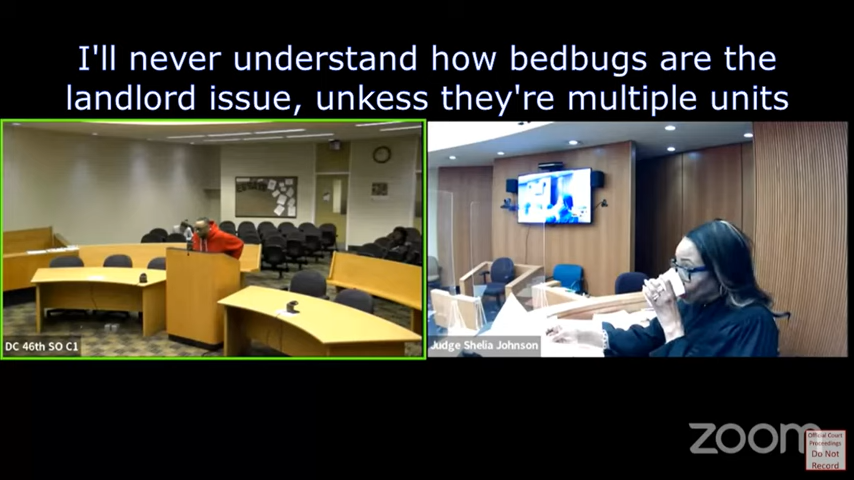 I'll never understand how bedbugs are the
landlord issue, unkess they're multiple units
DC 46th SO C1
Judge Shelia Johnson
zoom
Official Court
Proceedings
Do Not
Record